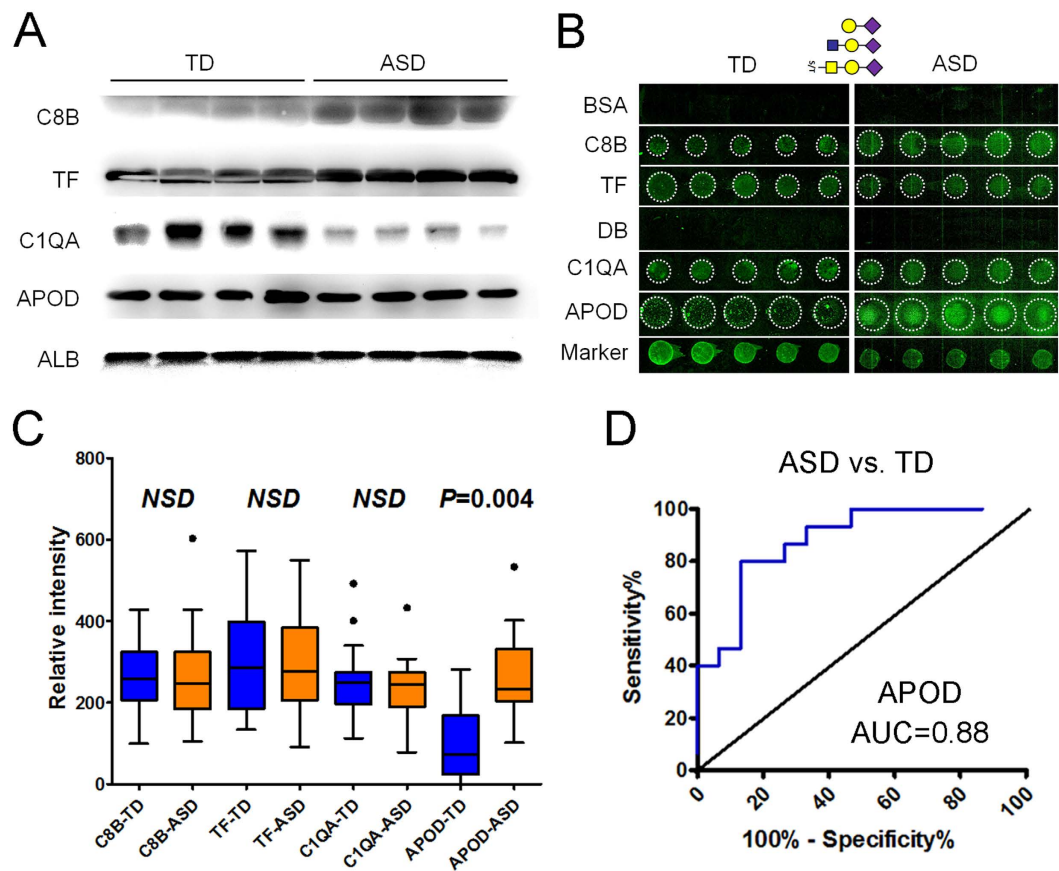 A
TD ASD
C8B
TF
C1QA
APOD
ALB
B
TD ASD
r/s
BSA
C8B
TF
DB
C1QA
APOD
Marker
C
Relative intensity
800
600
400
200
0
NSD NSD NSD P=0.004
C8B-TD C8B-ASD TF-TD TF-ASD C1QA-TD C1QA-ASD APOD-TD APOD-ASD
D
ASD vs. TD
Sensitivity%
100
80
60
40
20
0
APOD
AUC=0.88
0 20 40 60 80 100
100% - Specificity%